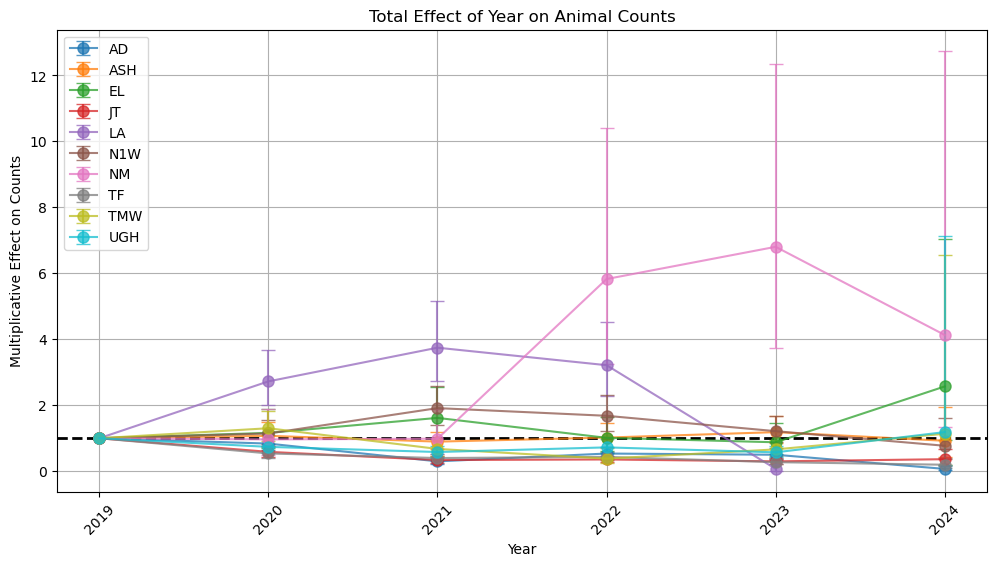 Total Effect of Year on Animal Counts
Multiplicative Effect on Counts
12
10
8
6
4
2
0
AD
ASH
EL
JT
LA
N1W
NM
TF
TMW
UGH
2019
2020
2021
2022
2023
2024
Year